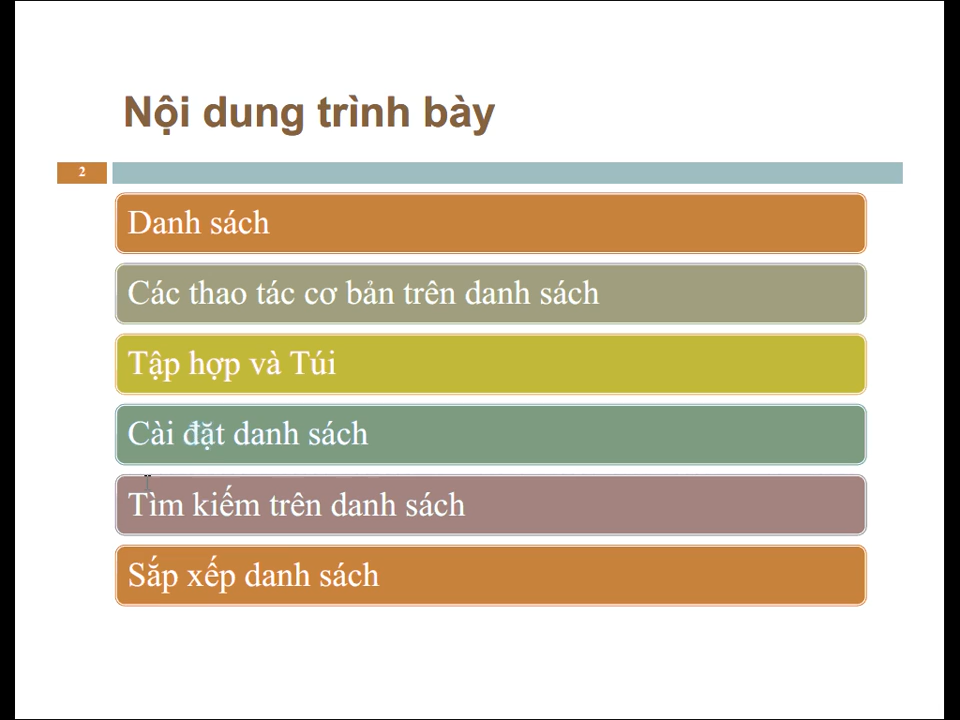 Nội dung trình bày
2
Danh sách
Các thao tác cơ bản trên danh sách
Tập hợp và Túi
Cài đặt danh sách
Tìm kiếm trên danh sách
Sắp xếp danh sách